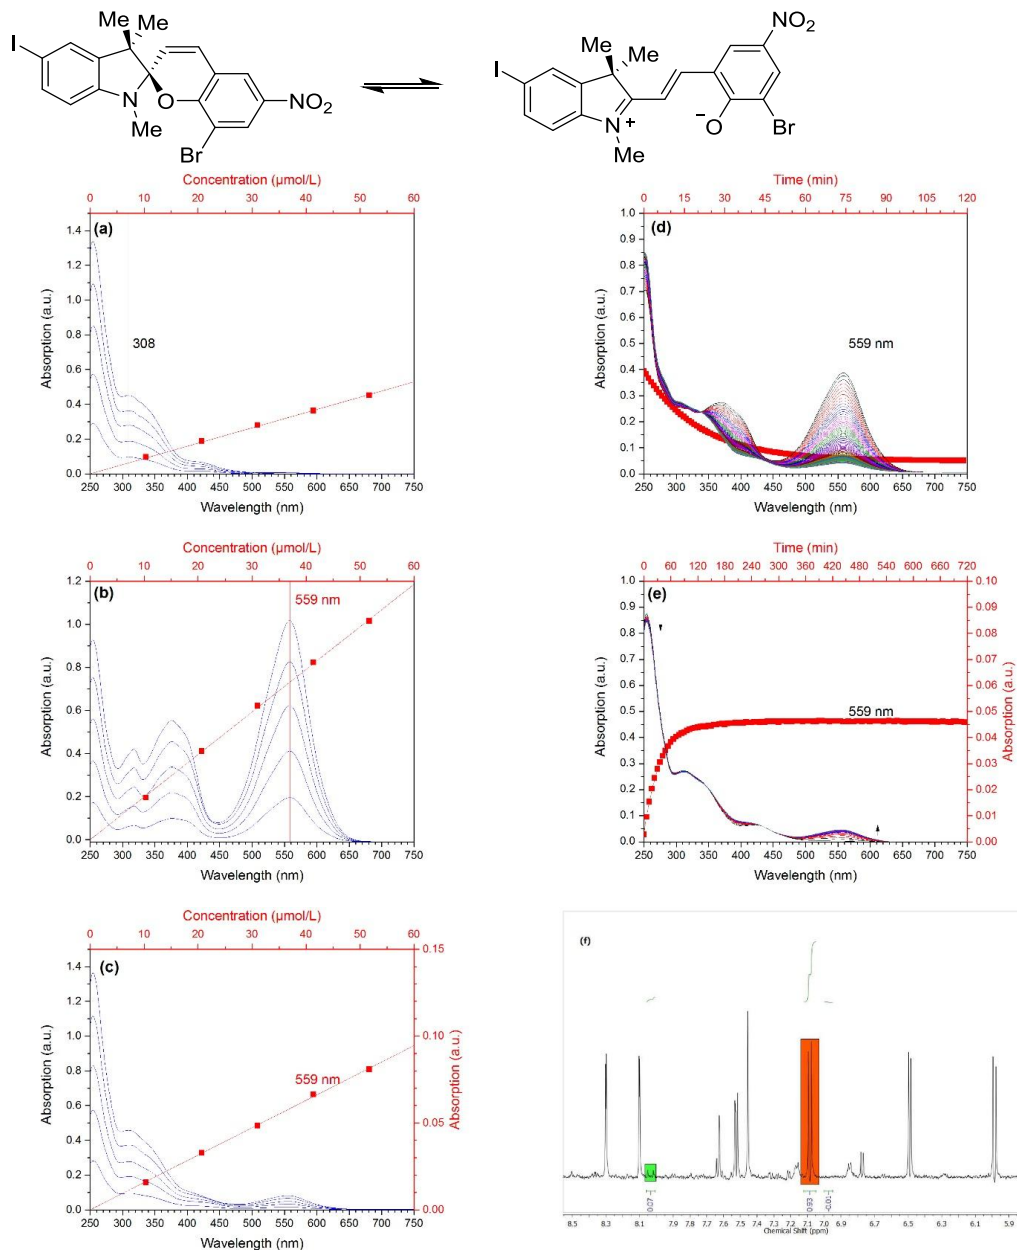 Me
Me
I
N
O
Me
NO2
Br
NO2
Me
Me
I
N
+
−
O
Br
Me
Concentration (μmol/L)
0 10 20 30 40 50 60
(a)
308
Absorption (a.u.)
1.4
1.2
1.0
0.8
0.6
0.4
0.2
0.0
250 300 350 400 450 500 550 600 650 700 750
Wavelength (nm)
Time (min)
0 15 30 45 60 75 90 105 120
(d)
559 nm
Absorption (a.u.)
1.0
0.9
0.8
0.7
0.6
0.5
0.4
0.3
0.2
0.1
0.0
250 300 350 400 450 500 550 600 650 700 750
Wavelength (nm)
Concentration (μmol/L)
0 10 20 30 40 50 60
(b)
559 nm
Absorption (a.u.)
1.2
1.0
0.8
0.6
0.4
0.2
0.0
250 300 350 400 450 500 550 600 650 700 750
Wavelength (nm)
Time (min)
0 60 120 180 240 300 360 420 480 540 600 660 720
(e)
559 nm
Absorption (a.u.)
1.0
0.9
0.8
0.7
0.6
0.5
0.4
0.3
0.2
0.1
0.0
0.10
0.09
0.08
0.07
0.06
0.05
0.04
0.03
0.02
0.01
0.00
Absorption (a.u.)
250 300 350 400 450 500 550 600 650 700 750
Wavelength (nm)
Concentration (μmol/L)
0 10 20 30 40 50 60
(c)
559 nm
Absorption (a.u.)
1.4
1.2
1.0
0.8
0.6
0.4
0.2
0.0
0.15
0.10
0.05
0.00
Absorption (a.u.)
250 300 350 400 450 500 550 600 650 700 750
Wavelength (nm)
(f)
0.07
0.93
-0.01
8.5 8.3 8.1 7.9 7.8 7.7 7.6 7.5 7.4 7.3 7.2 7.1 7.0 6.9 6.7 6.5 6.3 6.1 5.9
Chemical Shift (ppm)